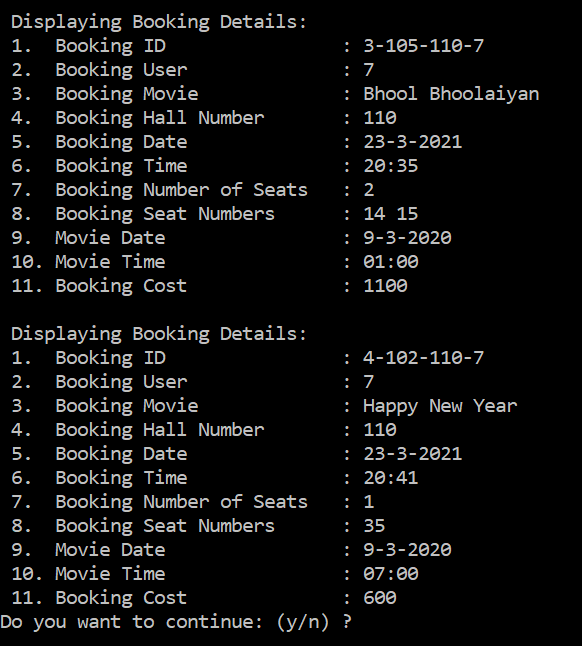 Displaying Booking Details:
1.  Booking ID                : 3-105-110-7
2.  Booking User              : 7
3.  Booking Movie             : Bhool Bhoolaiyan
4.  Booking Hall Number       : 110
5.  Booking Date              : 23-3-2021
6.  Booking Time              : 20:35
7.  Booking Number of Seats   : 2
8.  Booking Seat Numbers      : 14 15
9.  Movie Date                : 9-3-2020
10. Movie Time                : 01:00
11. Booking Cost              : 1100

Displaying Booking Details:
1.  Booking ID                : 4-102-110-7
2.  Booking User              : 7
3.  Booking Movie             : Happy New Year
4.  Booking Hall Number       : 110
5.  Booking Date              : 23-3-2021
6.  Booking Time              : 20:41
7.  Booking Number of Seats   : 1
8.  Booking Seat Numbers      : 35
9.  Movie Date                : 9-3-2020
10. Movie Time                : 07:00
11. Booking Cost              : 600
Do you want to continue: (y/n) ?